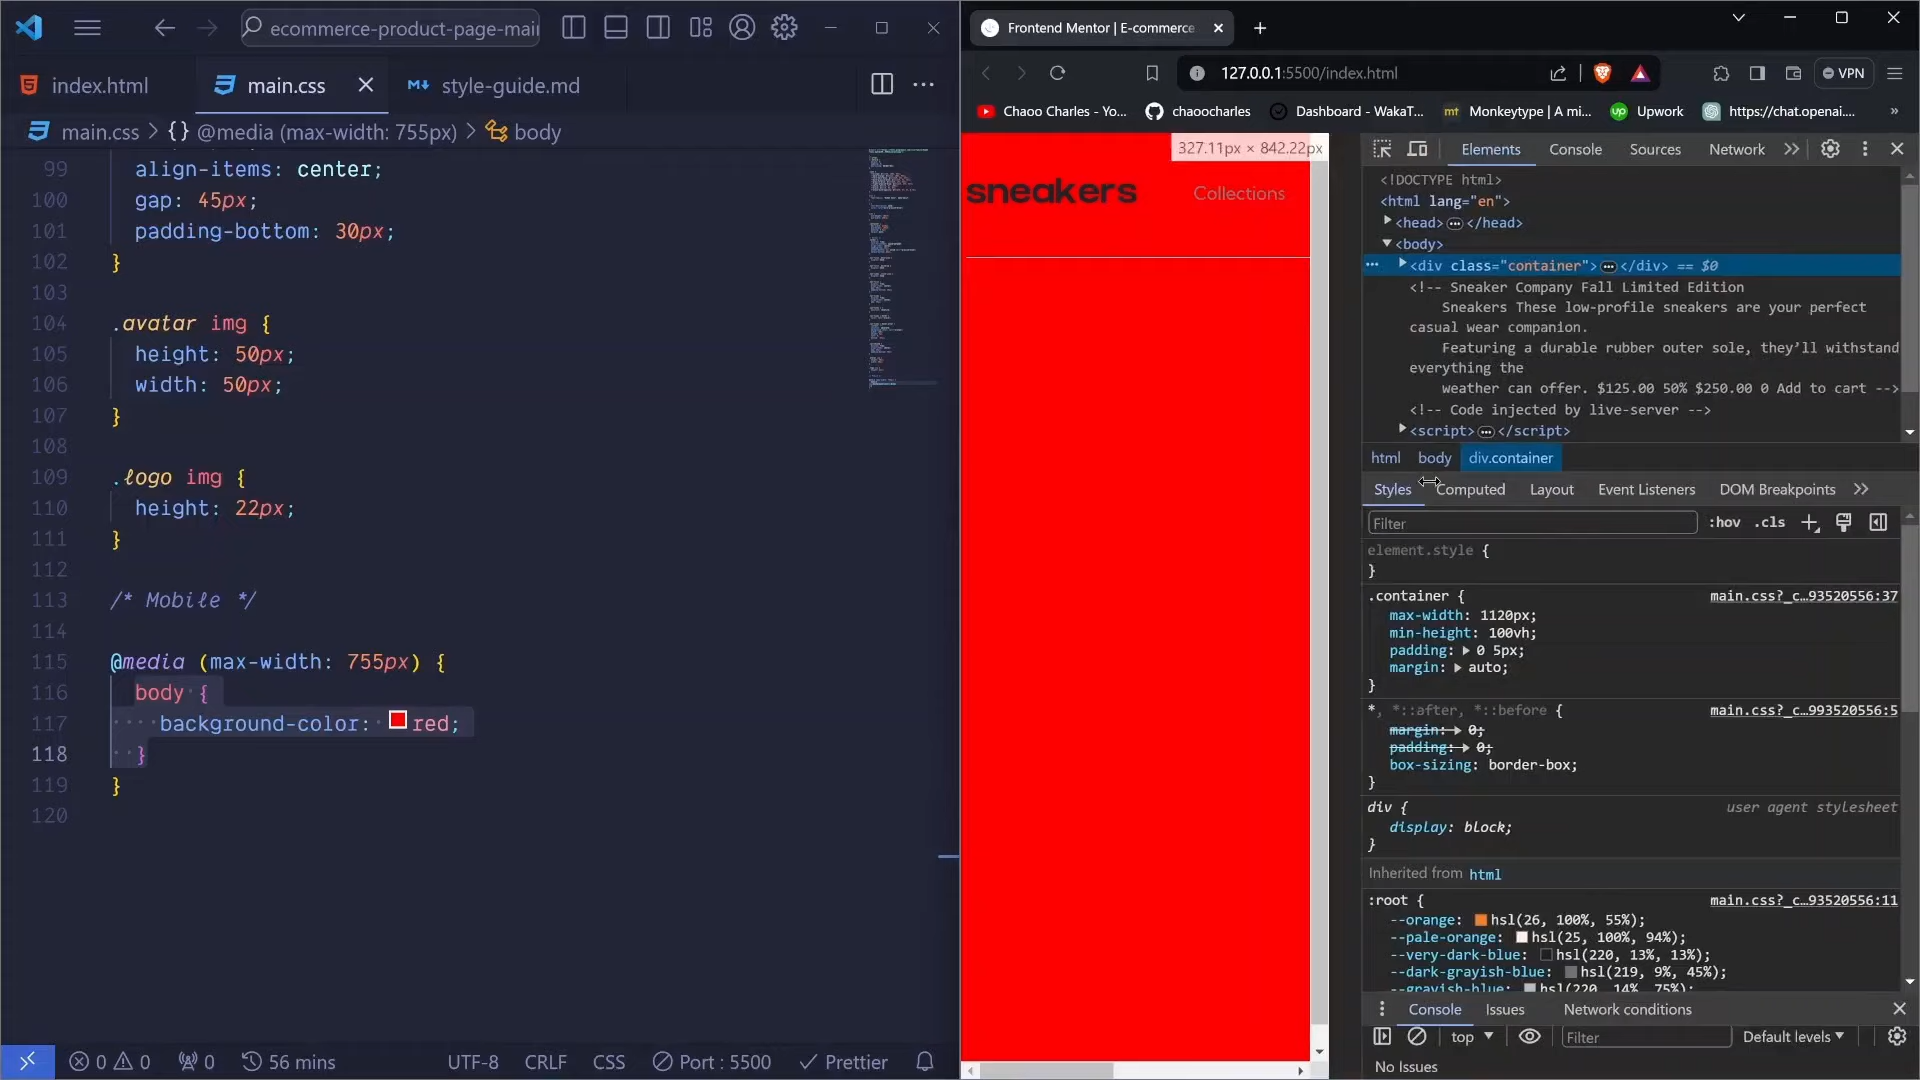 ecommerce-product-page-mai
index.html
main.css
style-guide.md
main.css > {} @media (max-width: 755px) > body
99 align-items: center;
100 gap: 45px;
101 padding-bottom: 30px;
102 }
103
104 .avatar img {
105 height: 50px;
106 width: 50px;
107 }
108
109 .logo img {
110 height: 22px;
111 }
112
113 /* Mobile */
114
115 @media (max-width: 755px) {
116 body {
117 background-color: red;
118 }
119 }
120
0 0 0 56 mins UTF-8 CRLF CSS Port : 5500 Prettier
Frontend Mentor | E-commerce
127.0.0.1:5500/index.html
VPN
Chaoo Charles - Yo...
chaoocharles
Dashboard - WakaT...
mt Monkeytype | A mi...
up Upwork
https://chat.openai....
»
327.11px × 842.22px
sneakers
Collections
Elements Console Sources Network
<!DOCTYPE html>
<html lang="en">
<head>…</head>
<body>
… <div class="container">…</div> == $0
<!-- Sneaker Company Fall Limited Edition
Sneakers These low-profile sneakers are your perfect
casual wear companion.
Featuring a durable rubber outer sole, they’ll withstand
everything the
weather can offer. $125.00 50% $250.00 0 Add to cart -->
<!-- Code injected by live-server -->
<script>…</script>
html body div.container
Styles Computed Layout Event Listeners DOM Breakpoints
Filter :hov .cls
element.style {
}
.container { main.css?_c…93520556:37
max-width: 1120px;
min-height: 100vh;
padding: 0 5px;
margin: auto;
}
*, *::after, *::before { main.css?_c…993520556:5
margin: 0;
padding: 0;
box-sizing: border-box;
}
div { user agent stylesheet
display: block;
}
Inherited from html
:root { main.css?_c…93520556:11
--orange: hsl(26, 100%, 55%);
--pale-orange: hsl(25, 100%, 94%);
--very-dark-blue: hsl(220, 13%, 13%);
--dark-grayish-blue: hsl(219, 9%, 45%);
--grayish-blue: hsl(220, 14%, 75%);
Console Issues Network conditions
top Filter Default levels
No Issues